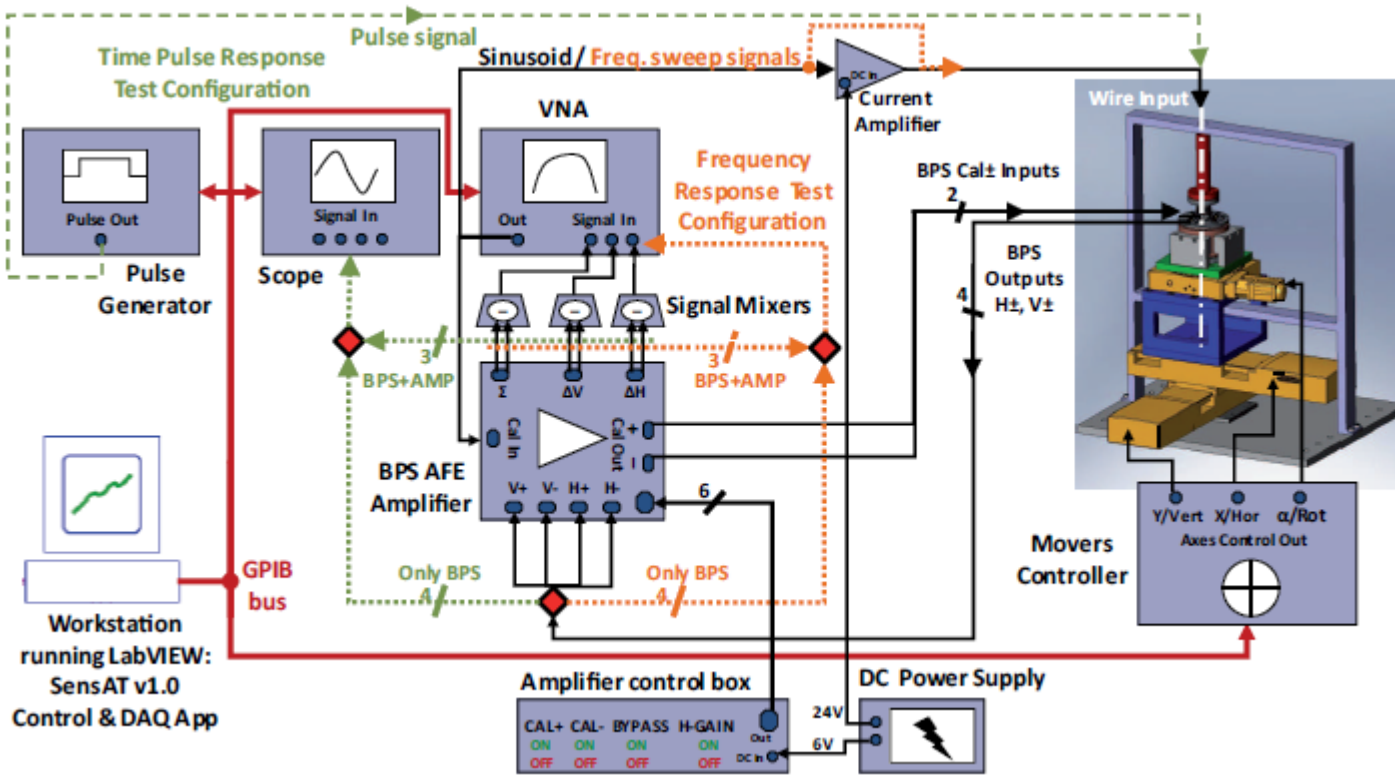 Pulse signal
Time Pulse Response
Test Configuration
Sinusoid / Freq. sweep signals
DC In
Current
Amplifier
Wire Input
VNA
Pulse Out
Signal In
Out
Signal In
Frequency
Response Test
Configuration
BPS Cal± Inputs
2
BPS
Outputs
H±, V±
4
Pulse
Generator
Scope
Signal Mixers
–
–
–
3
BPS+AMP
3
BPS+AMP
Σ
ΔV
ΔH
Cal In
Cal Out
+
–
BPS AFE
Amplifier
V+
V-
H+
H-
6
Y/Vert
X/Hor
α/Rot
Axes Control Out
Movers
Controller
Only BPS
4
Only BPS
4
GPIB
bus
Workstation
running LabVIEW:
SensAT v1.0
Control & DAQ App
Amplifier control box
CAL+
CAL-
BYPASS
H-GAIN
ON
ON
ON
ON
OFF
OFF
OFF
OFF
Out
DC In
DC Power Supply
24V
6V